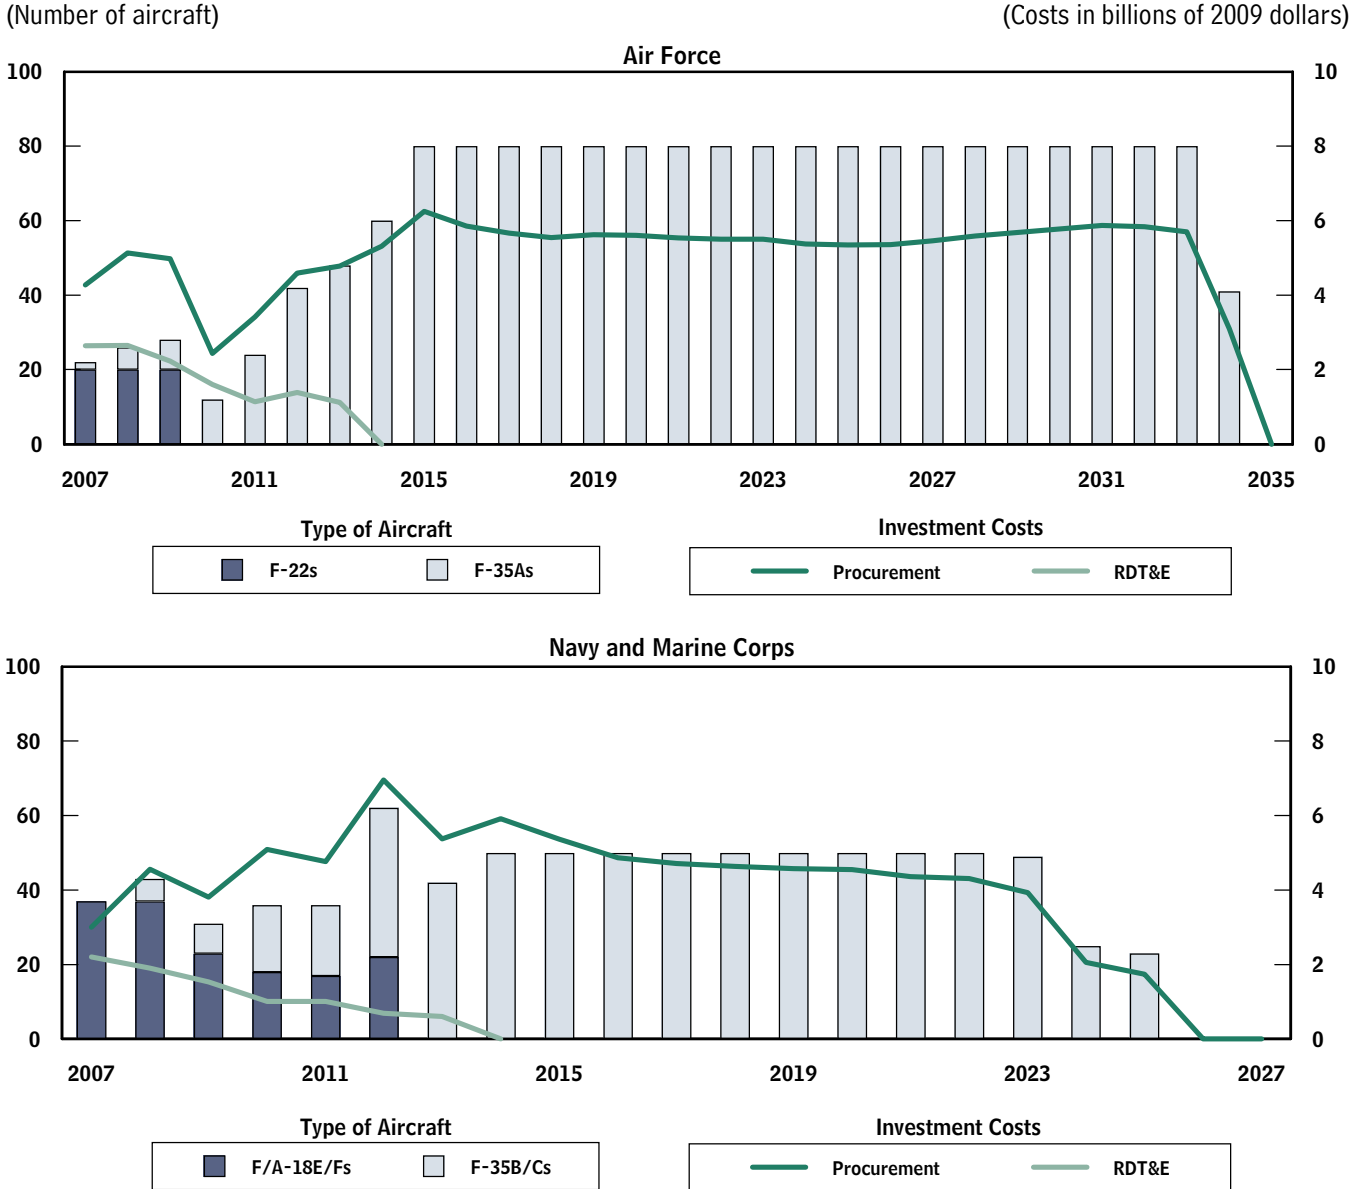 (Number of aircraft) (Costs in billions of 2009 dollars)
Air Force
100 10
80 8
60 6
40 4
20 2
0 0
2007 2011 2015 2019 2023 2027 2031 2035
Type of Aircraft Investment Costs
F-22s F-35As Procurement RDT&E
Navy and Marine Corps
100 10
80 8
60 6
40 4
20 2
0 0
2007 2011 2015 2019 2023 2027
Type of Aircraft Investment Costs
F/A-18E/Fs F-35B/Cs Procurement RDT&E